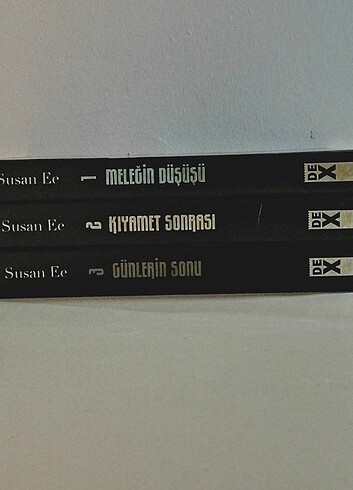 Susan Ee 1 MELEĞİN DÜŞÜŞÜ DEX
Susan Ee 2 KIYAMET SONRASI DEX
Susan Ee 3 GÜNLERİN SONU DEX